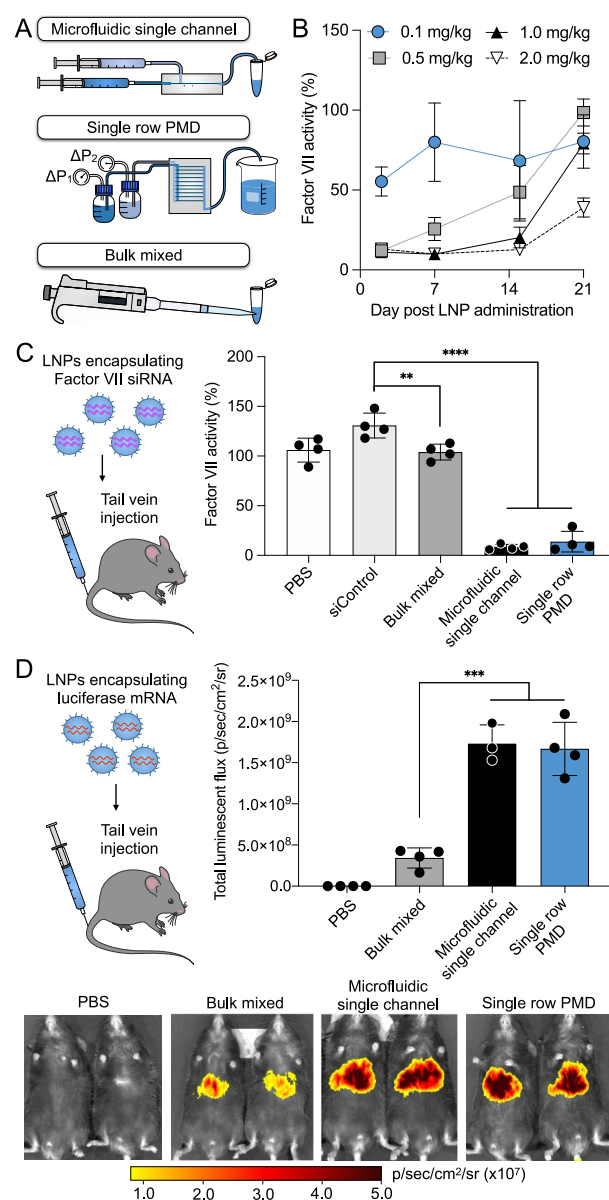 A
Microfluidic single channel
Single row PMD
ΔP₁
ΔP₂
Bulk mixed
B
0.1 mg/kg
1.0 mg/kg
0.5 mg/kg
2.0 mg/kg
Factor VII activity (%)
150
100
50
0
0
7
14
21
Day post LNP administration
C
LNPs encapsulating
Factor VII siRNA
Tail vein
injection
Factor VII activity (%)
200
150
100
50
0
****
**
PBS
siControl
Bulk mixed
Microfluidic
single channel
Single row
PMD
D
LNPs encapsulating
luciferase mRNA
Tail vein
injection
Total luminescent flux (p/sec/cm²/sr)
2.5×10⁹
2.0×10⁹
1.5×10⁹
1.0×10⁹
5.0×10⁸
0
***
PBS
Bulk mixed
Microfluidic
single channel
Single row
PMD
PBS
Bulk mixed
Microfluidic
single channel
Single row PMD
p/sec/cm²/sr (x10⁷)
1.0
2.0
3.0
4.0
5.0